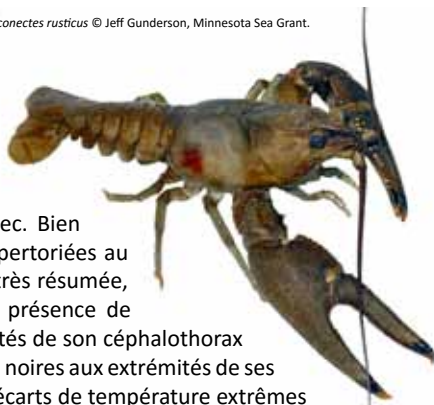 conectes rusticus © Jeff Gunderson, Minnesota Sea Grant.
ec. Bien
pertoriées au
très résumée,
présence de
tés de son céphalothorax
noires aux extrémités de ses
écarts de température extrêmes